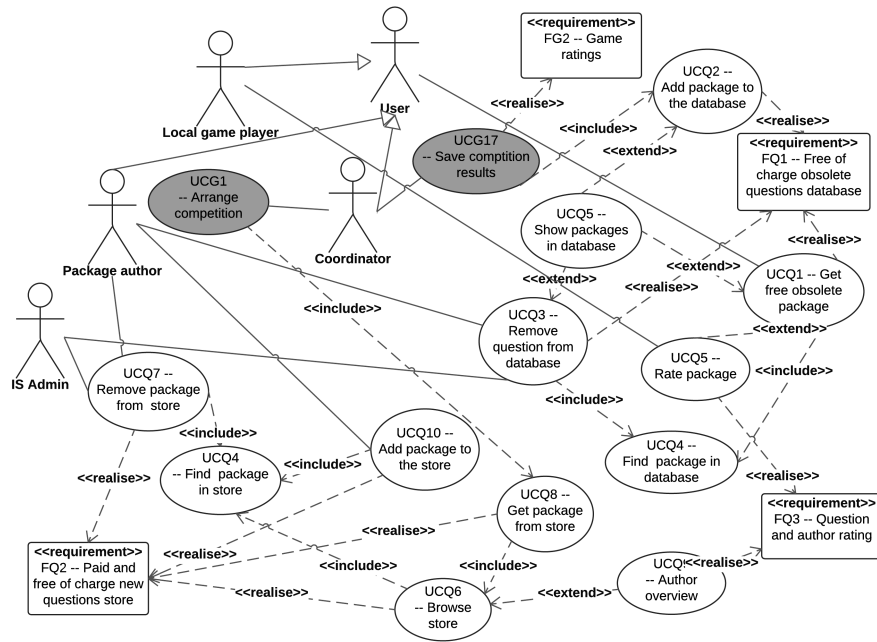 <<requirement>>
FG2 -- Game
ratings
UCQ2 --
Add package to
the database
User
<<realise>>
Local game player
<<include>>
<<realise>>
UCG17
-- Save comptition
results
<<extend>>
<<requirement>>
FQ1 -- Free of
charge obsolete
questions database
UCG1
-- Arrange
competition
UCQ5 --
Show packages
in database
<<realise>>
Coordinator
Package author
<<extend>>
<<extend>>
<<realise>>
UCQ1 -- Get
free obsolete
package
<<include>>
UCQ3 --
Remove
question from
database
<<extend>>
IS Admin
UCQ7 --
Remove package
from store
UCQ5 --
Rate package
<<include>>
<<include>>
<<include>>
UCQ10 --
Add package to
the store
UCQ4
-- Find package
in store
<<include>>
UCQ4 --
Find package in
database
<<realise>>
<<realise>>
UCQ8 --
Get package
from store
<<requirement>>
FQ3 -- Question
and author rating
<<realise>>
<<realise>>
<<requirement>>
FQ2 -- Paid and
free of charge new
questions store
<<include>>
<<include>>
<<realise>>
-- Author
overview
<<realise>>
UCQ6
-- Browse
store
<<extend>>